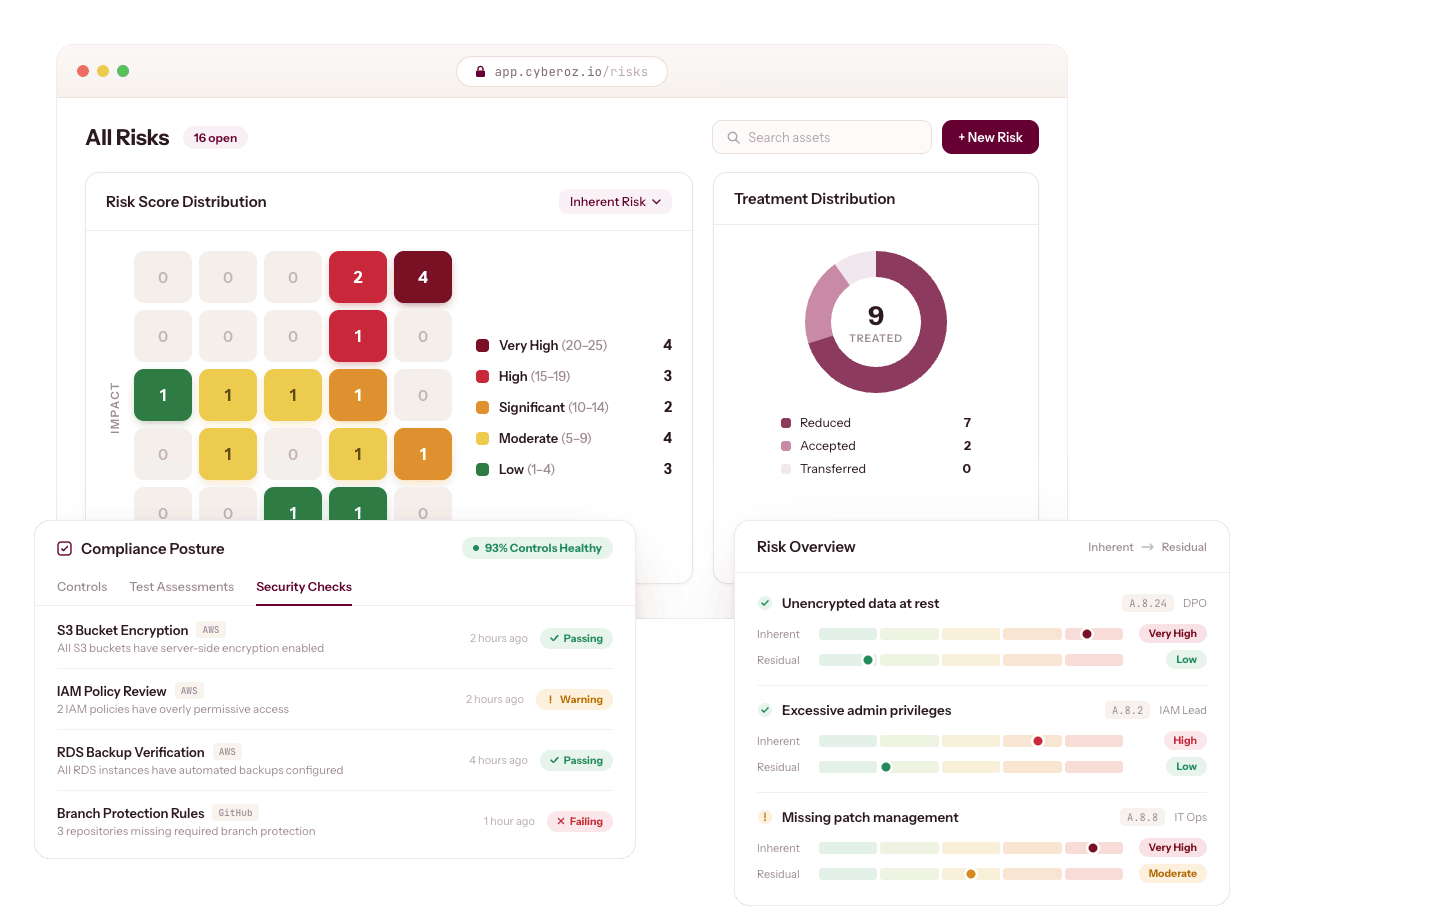 app.cyberoz.io/risks
All Risks
16 open
Search assets
+ New Risk
Risk Score Distribution
Inherent Risk
IMPACT
0 0 0 2 4
0 0 0 1 0
1 1 1 1 0
0 1 0 1 1
0 0 1 1 0
Very High (20–25) 4
High (15–19) 3
Significant (10–14) 2
Moderate (5–9) 4
Low (1–4) 3
Treatment Distribution
9
TREATED
Reduced 7
Accepted 2
Transferred 0
Compliance Posture
93% Controls Healthy
Controls Test Assessments Security Checks
S3 Bucket Encryption AWS
All S3 buckets have server-side encryption enabled
2 hours ago Passing
IAM Policy Review AWS
2 IAM policies have overly permissive access
2 hours ago ! Warning
RDS Backup Verification AWS
All RDS instances have automated backups configured
4 hours ago Passing
Branch Protection Rules GitHub
3 repositories missing required branch protection
1 hour ago Failing
Risk Overview
Inherent → Residual
Unencrypted data at rest A.8.24 DPO
Inherent Very High
Residual Low
Excessive admin privileges A.8.2 IAM Lead
Inherent High
Residual Low
! Missing patch management A.8.8 IT Ops
Inherent Very High
Residual Moderate